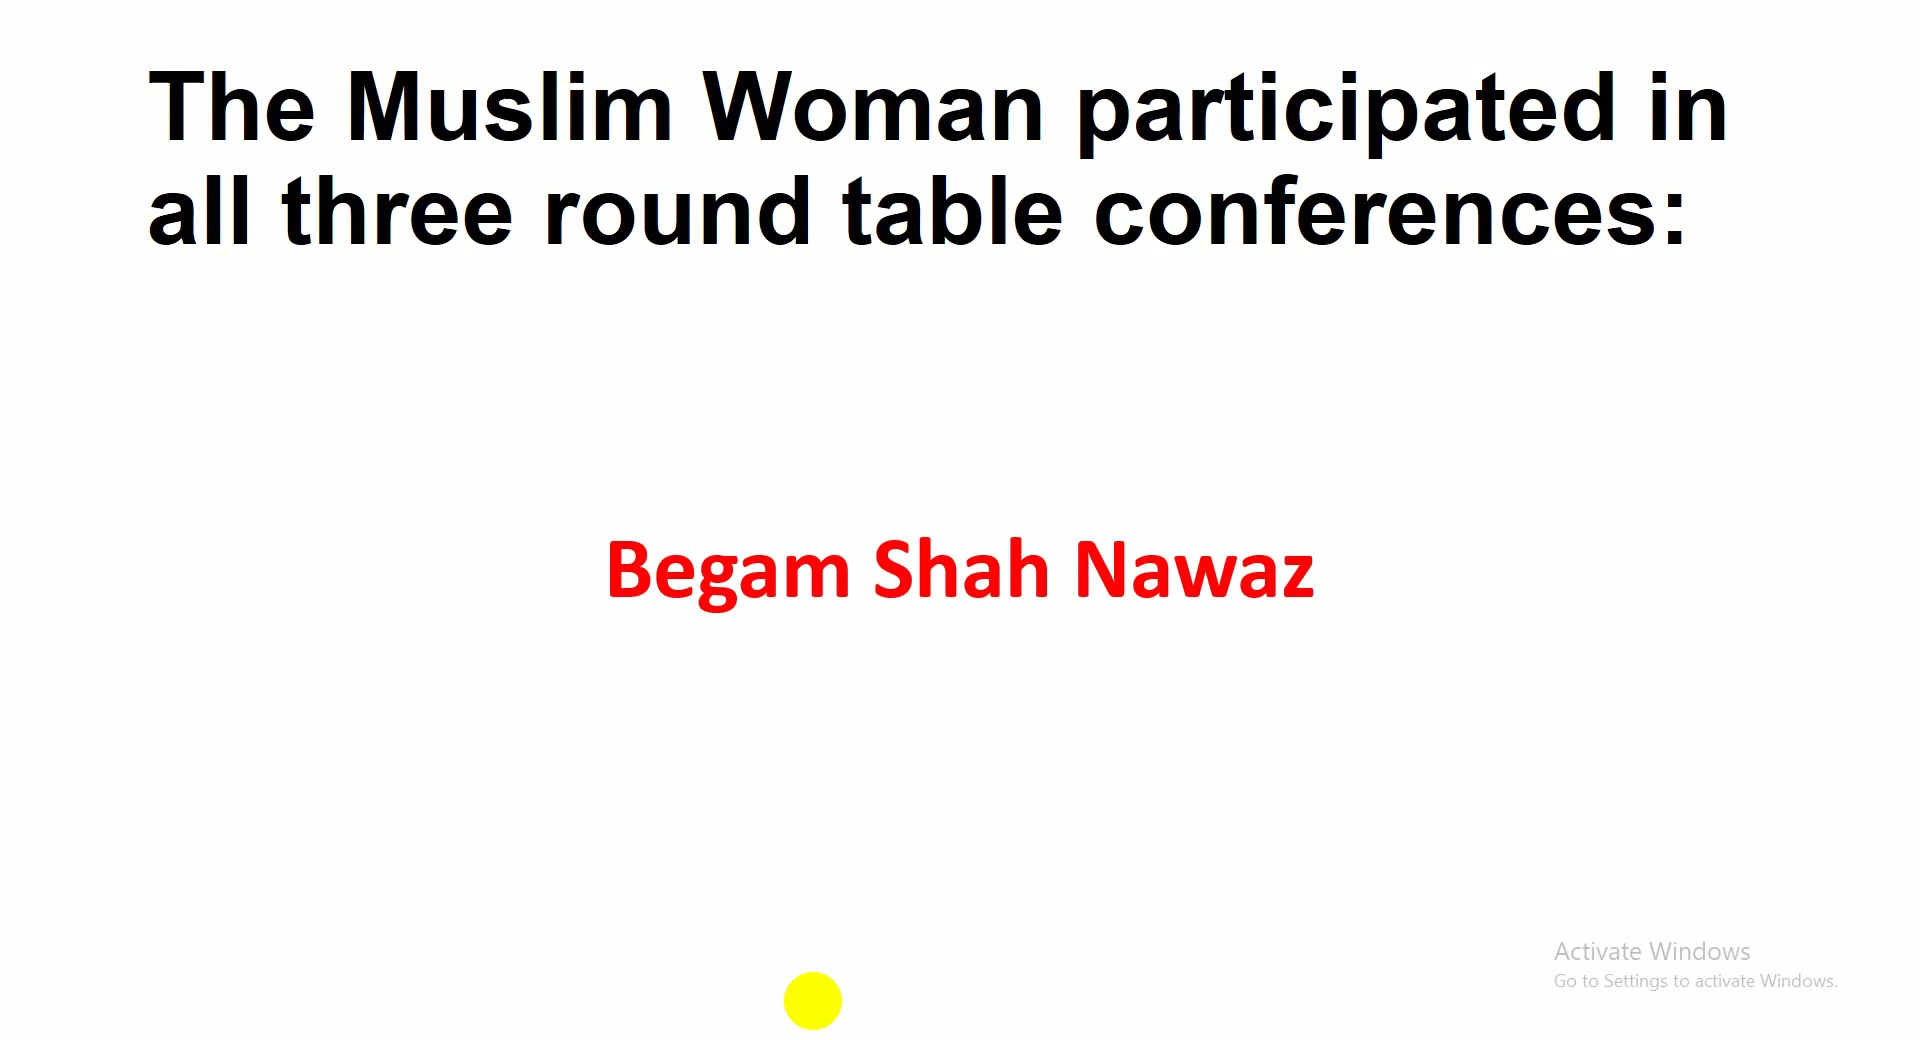 The Muslim Woman participated in
all three round table conferences:
Begam Shah Nawaz
Activate Windows
Go to Settings to activate Windows.